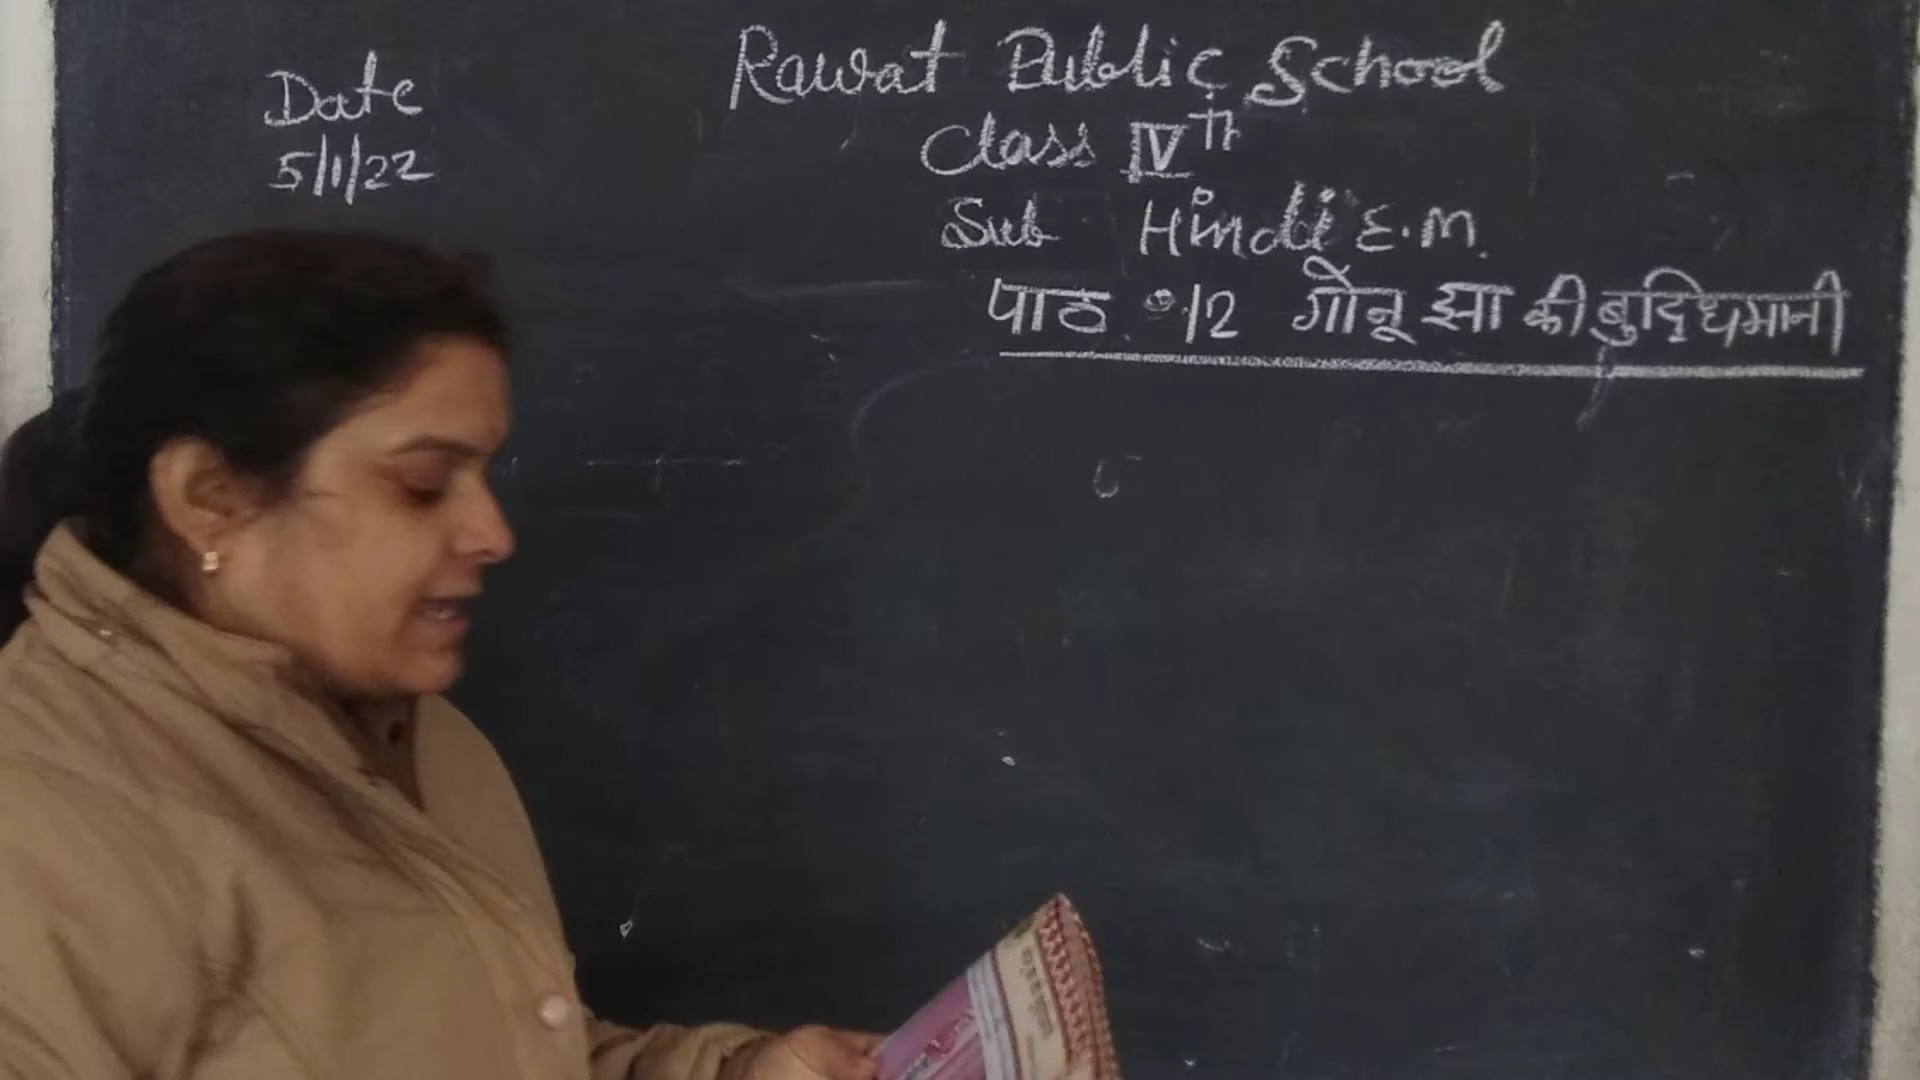 Date
5/1/22
Rawat Public School
Class IVth
Sub Hindi E.M.
पाठ 12 गोनू झा की बुद्धिमानी